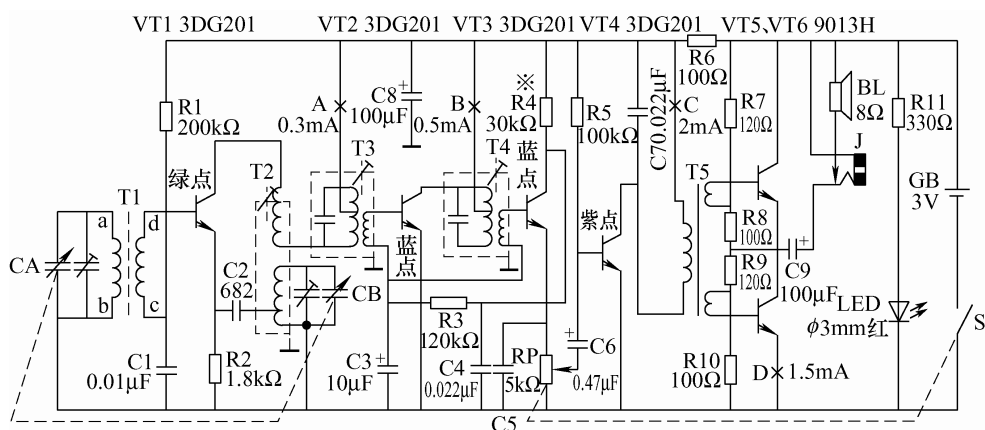 VT1 3DG201
VT2 3DG201
VT3 3DG201
VT4 3DG201
VT5、VT6 9013H
R1
200kΩ
A
0.3mA
C8
100μF
+
B
0.5mA
※
R4
30kΩ
R5
100kΩ
C70.022μF
R6
100Ω
C
2mA
R7
120Ω
BL
8Ω
R11
330Ω
J
GB
3V
绿点
T1
T2
T3
T4
蓝点
蓝点
紫点
T5
a
b
d
c
CA
C2
682
CB
R8
100Ω
R9
120Ω
C9
+
100μF
LED
φ3mm红
S
C1
0.01μF
R2
1.8kΩ
C3
+
10μF
R3
120kΩ
C4
0.022μF
RP
5kΩ
+
C6
0.47μF
R10
100Ω
D
1.5mA
C5